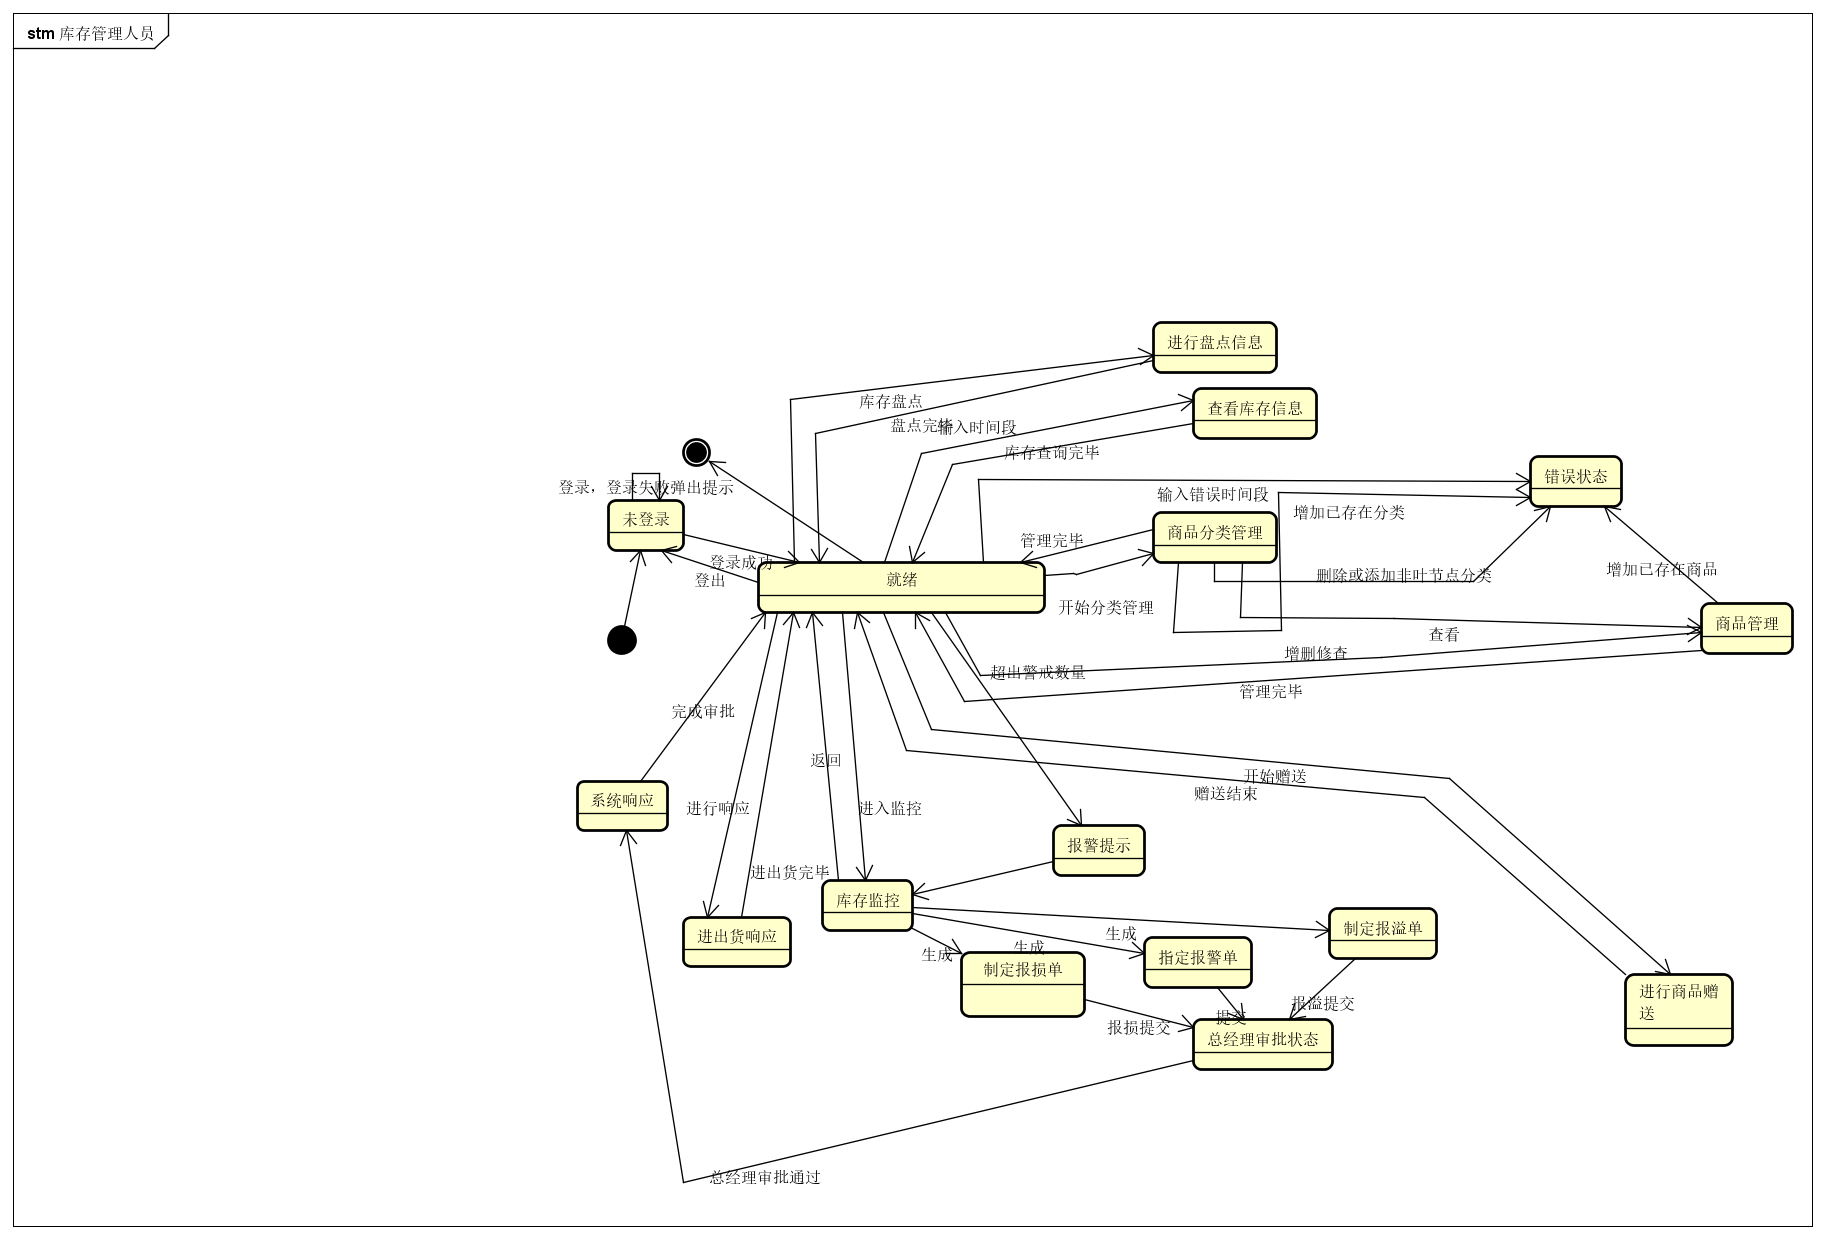 stm 库存管理人员
进行盘点信息
库存盘点
查看库存信息
盘点完毕
输入时间段
库存查询完毕
错误状态
登录，登录失败弹出提示
输入错误时间段
增加已存在分类
未登录
商品分类管理
管理完毕
登录成功
登出
就绪
删除或添加非叶节点分类
增加已存在商品
开始分类管理
商品管理
查看
增删修查
超出警戒数量
管理完毕
完成审批
返回
开始赠送
赠送结束
系统响应
进行响应
进入监控
报警提示
进出货完毕
库存监控
进出货响应
生成
生成
生成
制定报溢单
指定报警单
制定报损单
进行商品赠
送
报溢提交
提交
报损提交
总经理审批状态
总经理审批通过